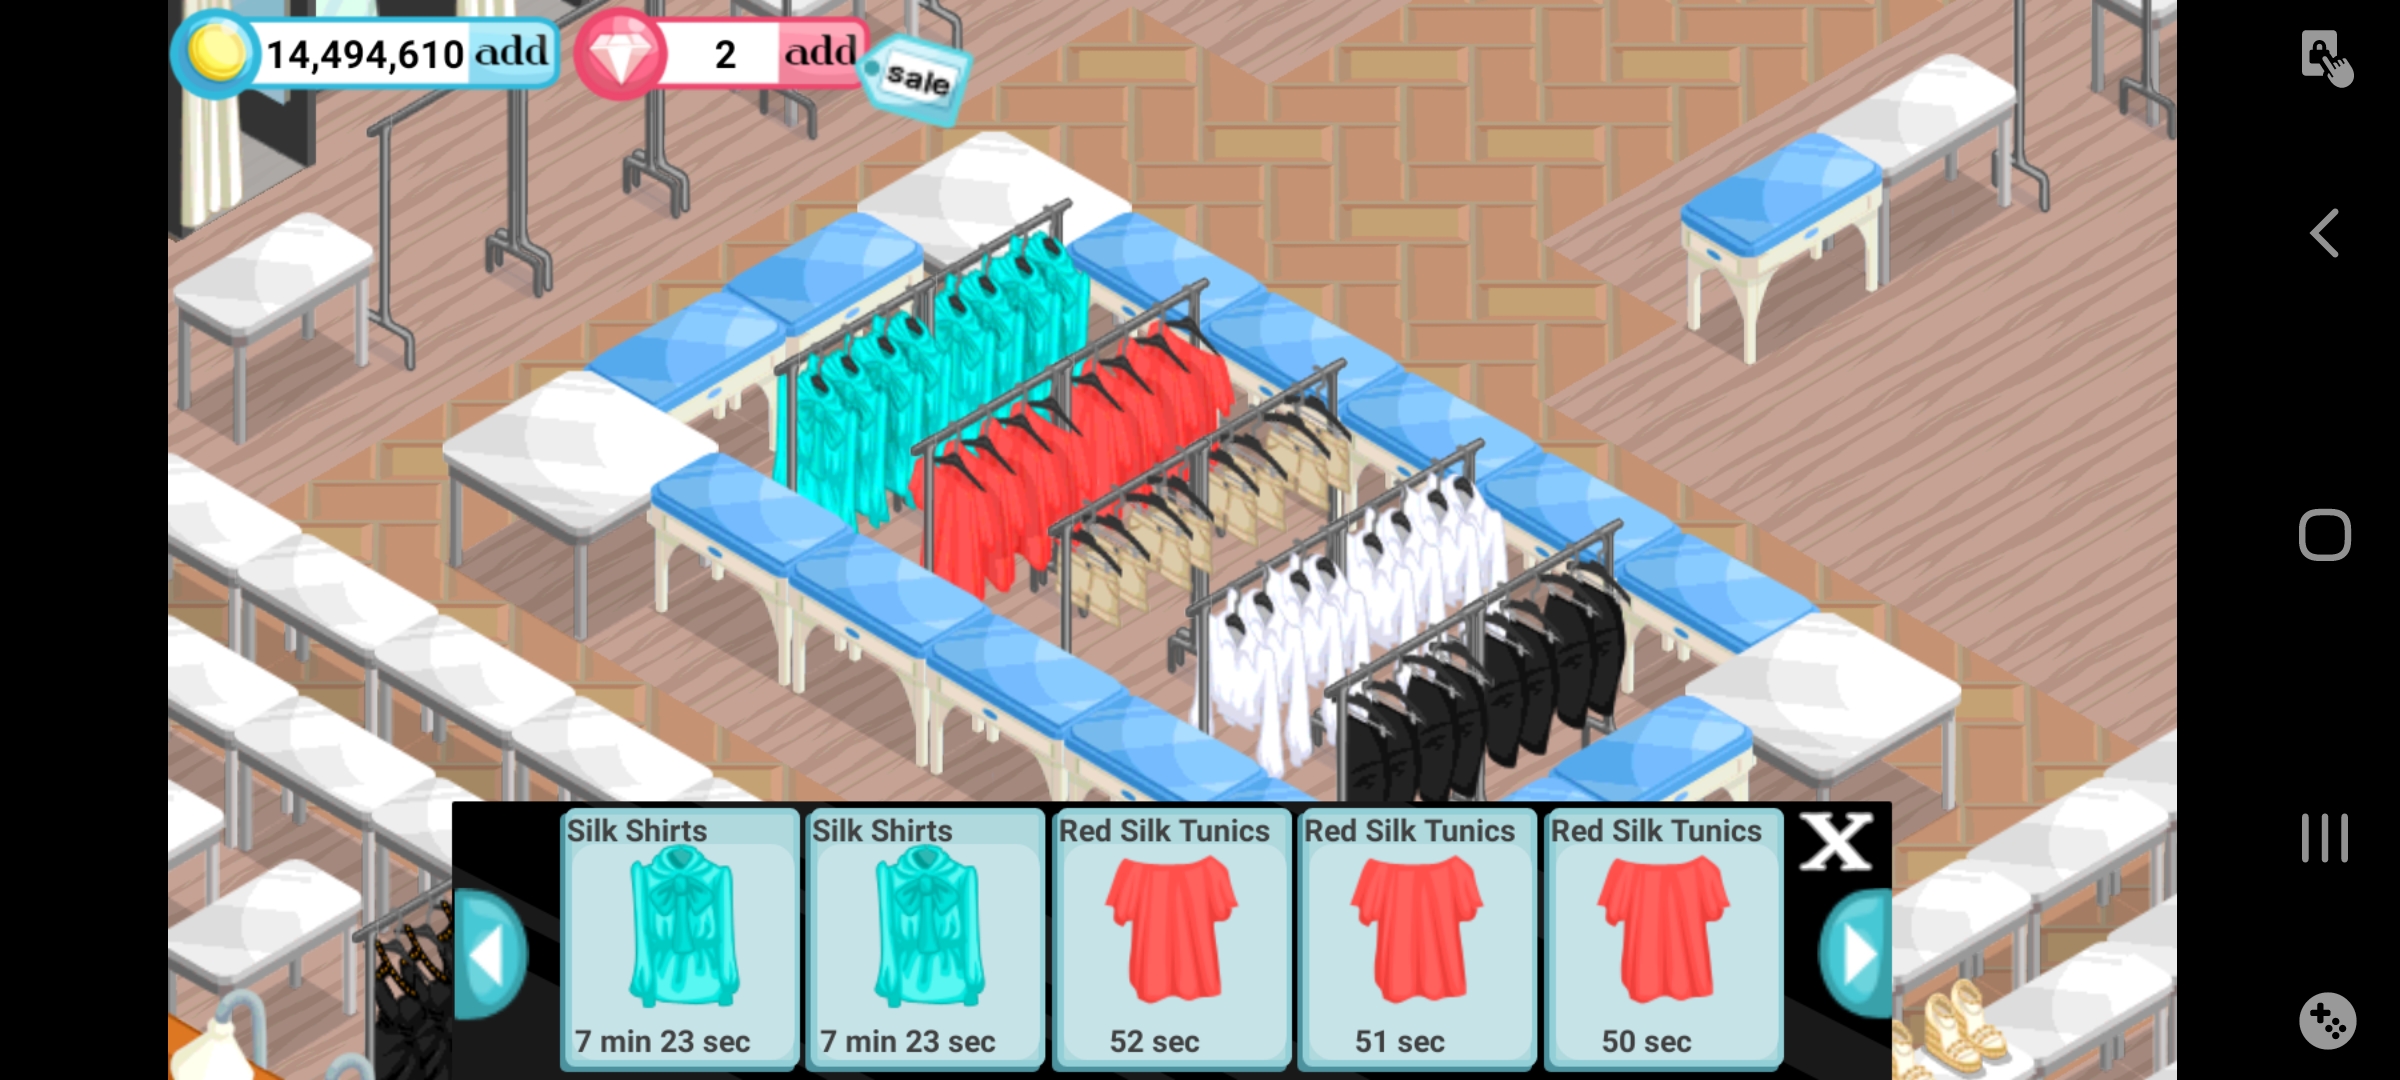 14,494,610 add
2 add
sale
Silk Shirts
7 min 23 sec
Silk Shirts
7 min 23 sec
Red Silk Tunics
52 sec
Red Silk Tunics
51 sec
Red Silk Tunics
50 sec
X